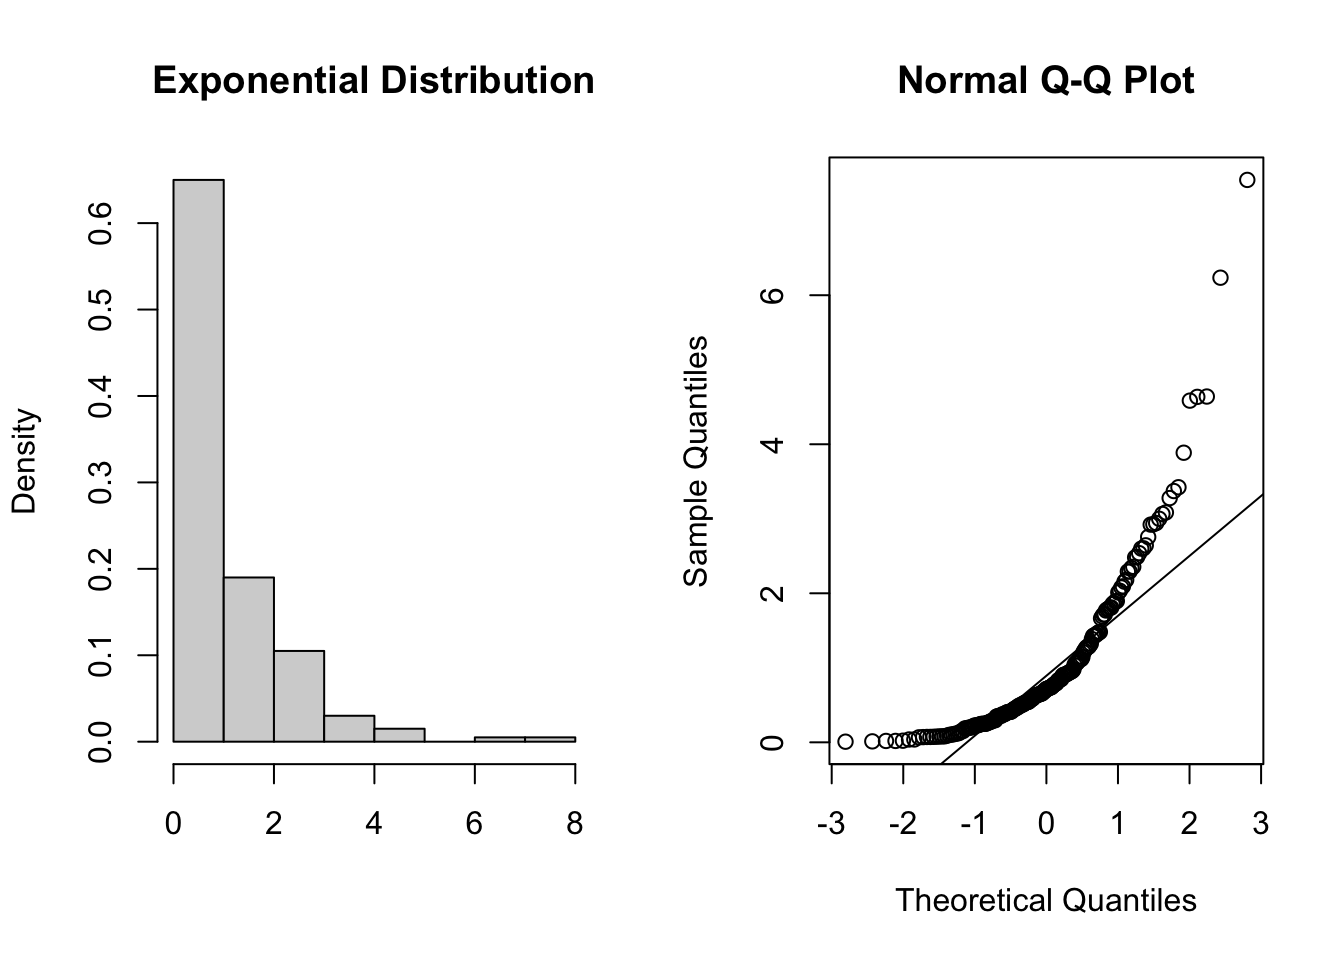 Exponential Distribution
Density
0.0 0.1 0.2 0.3 0.4 0.5 0.6
0 2 4 6 8
Normal Q-Q Plot
Sample Quantiles
0 2 4 6
-3 -2 -1 0 1 2 3
Theoretical Quantiles